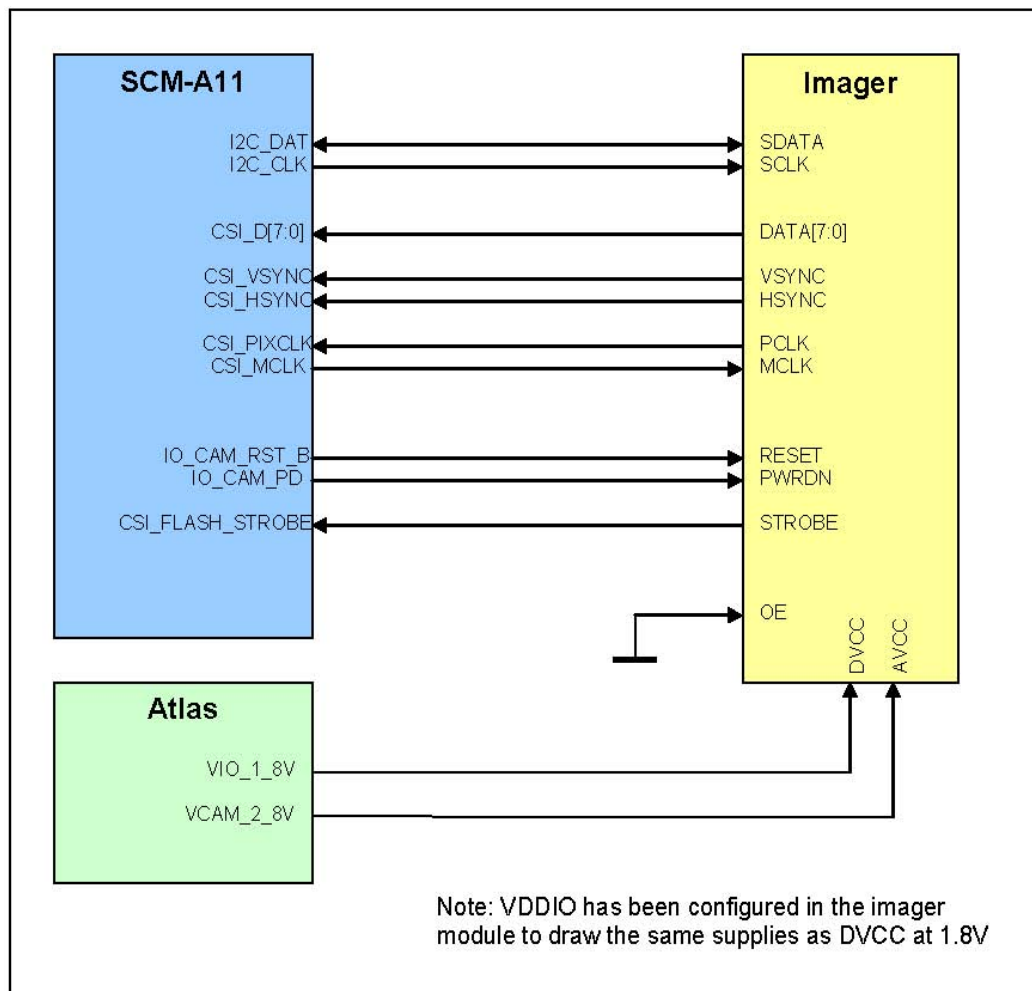 SCM-A11
Imager
I2C_DAT
SDATA
I2C_CLK
SCLK
CSI_D[7:0]
DATA[7:0]
CSI_VSYNC
VSYNC
CSI_HSYNC
HSYNC
CSI_PIXCLK
PCLK
CSI_MCLK
MCLK
IO_CAM_RST_B
RESET
IO_CAM_PD
PWRDN
CSI_FLASH_STROBE
STROBE
OE
DVCC
AVCC
Atlas
VIO_1_8V
VCAM_2_8V
Note: VDDIO has been configured in the imager
module to draw the same supplies as DVCC at 1.8V